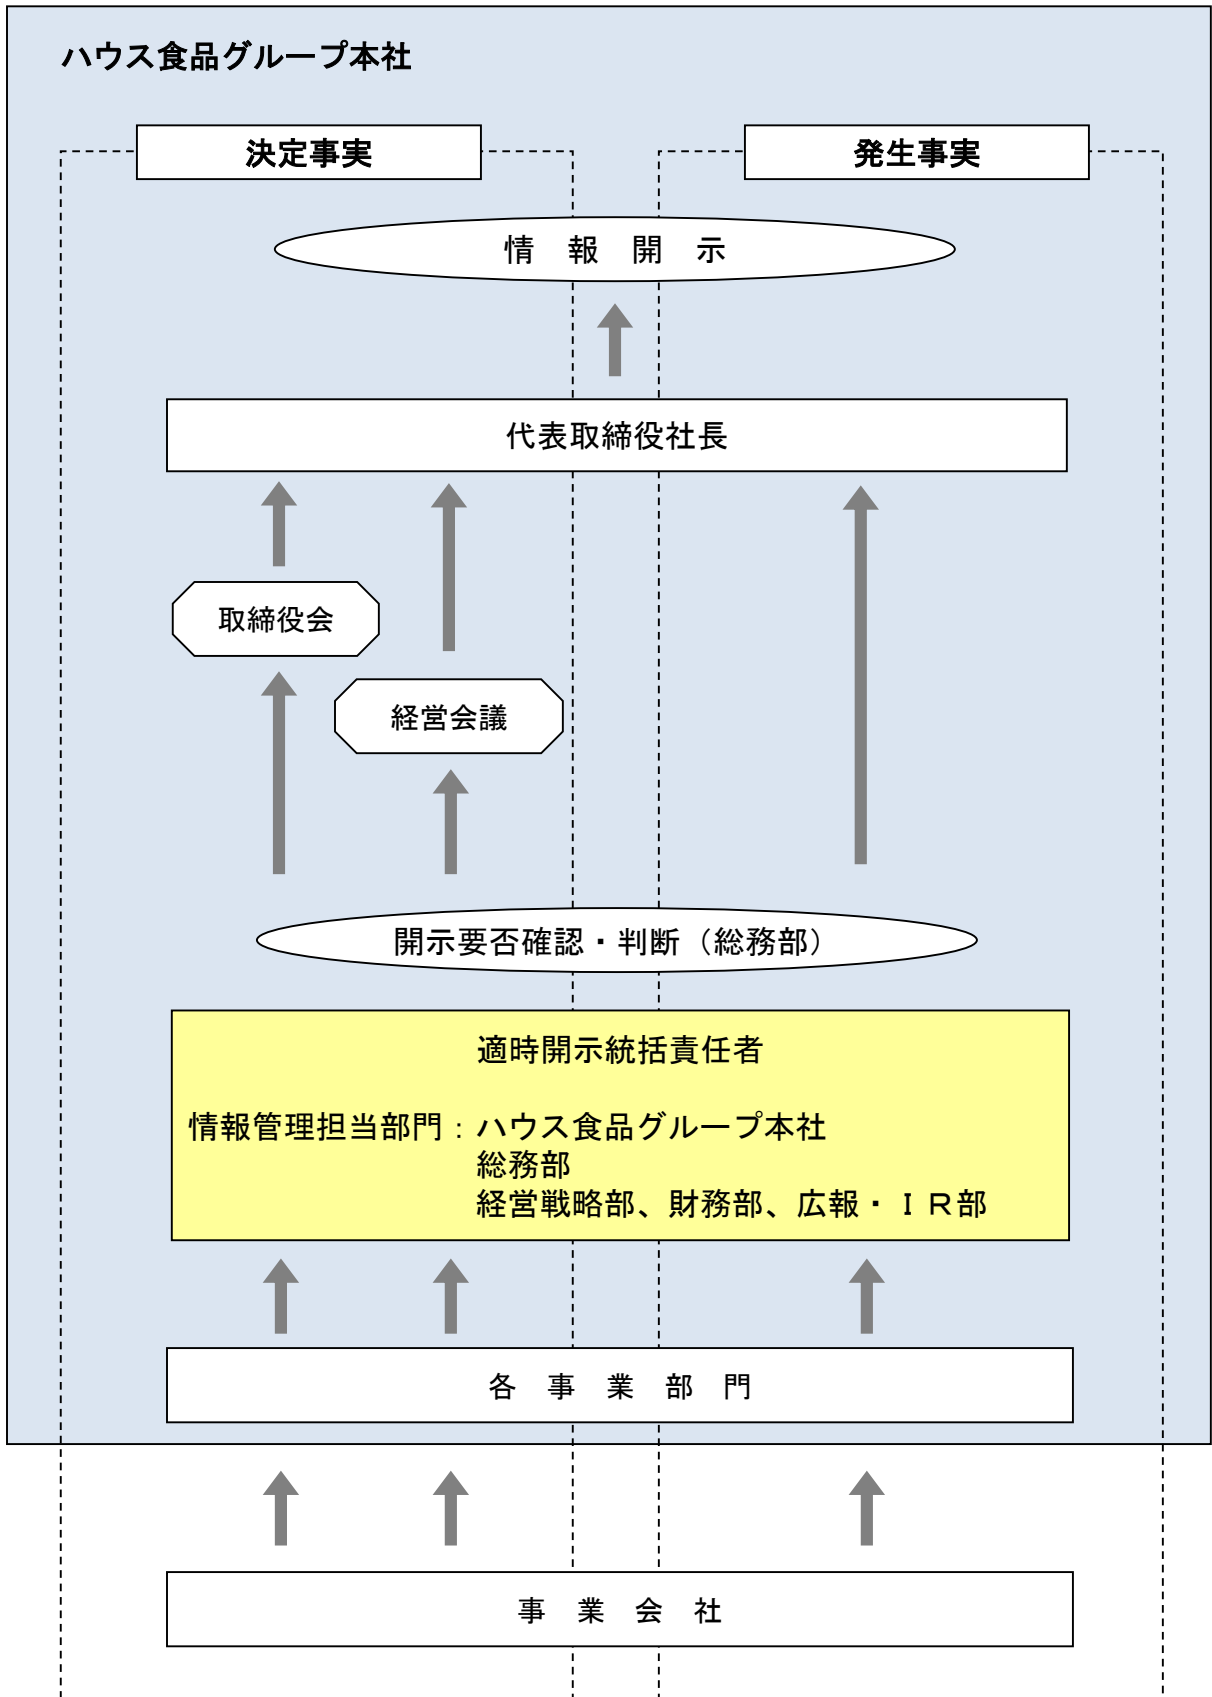 ハウス食品グループ本社
決定事実
発生事実
情　報　開　示
代表取締役社長
取締役会
経営会議
開示要否確認・判断（総務部）
適時開示統括責任者
情報管理担当部門：ハウス食品グループ本社
総務部
経営戦略部、財務部、広報・ＩＲ部
各　事　業　部　門
事　業　会　社